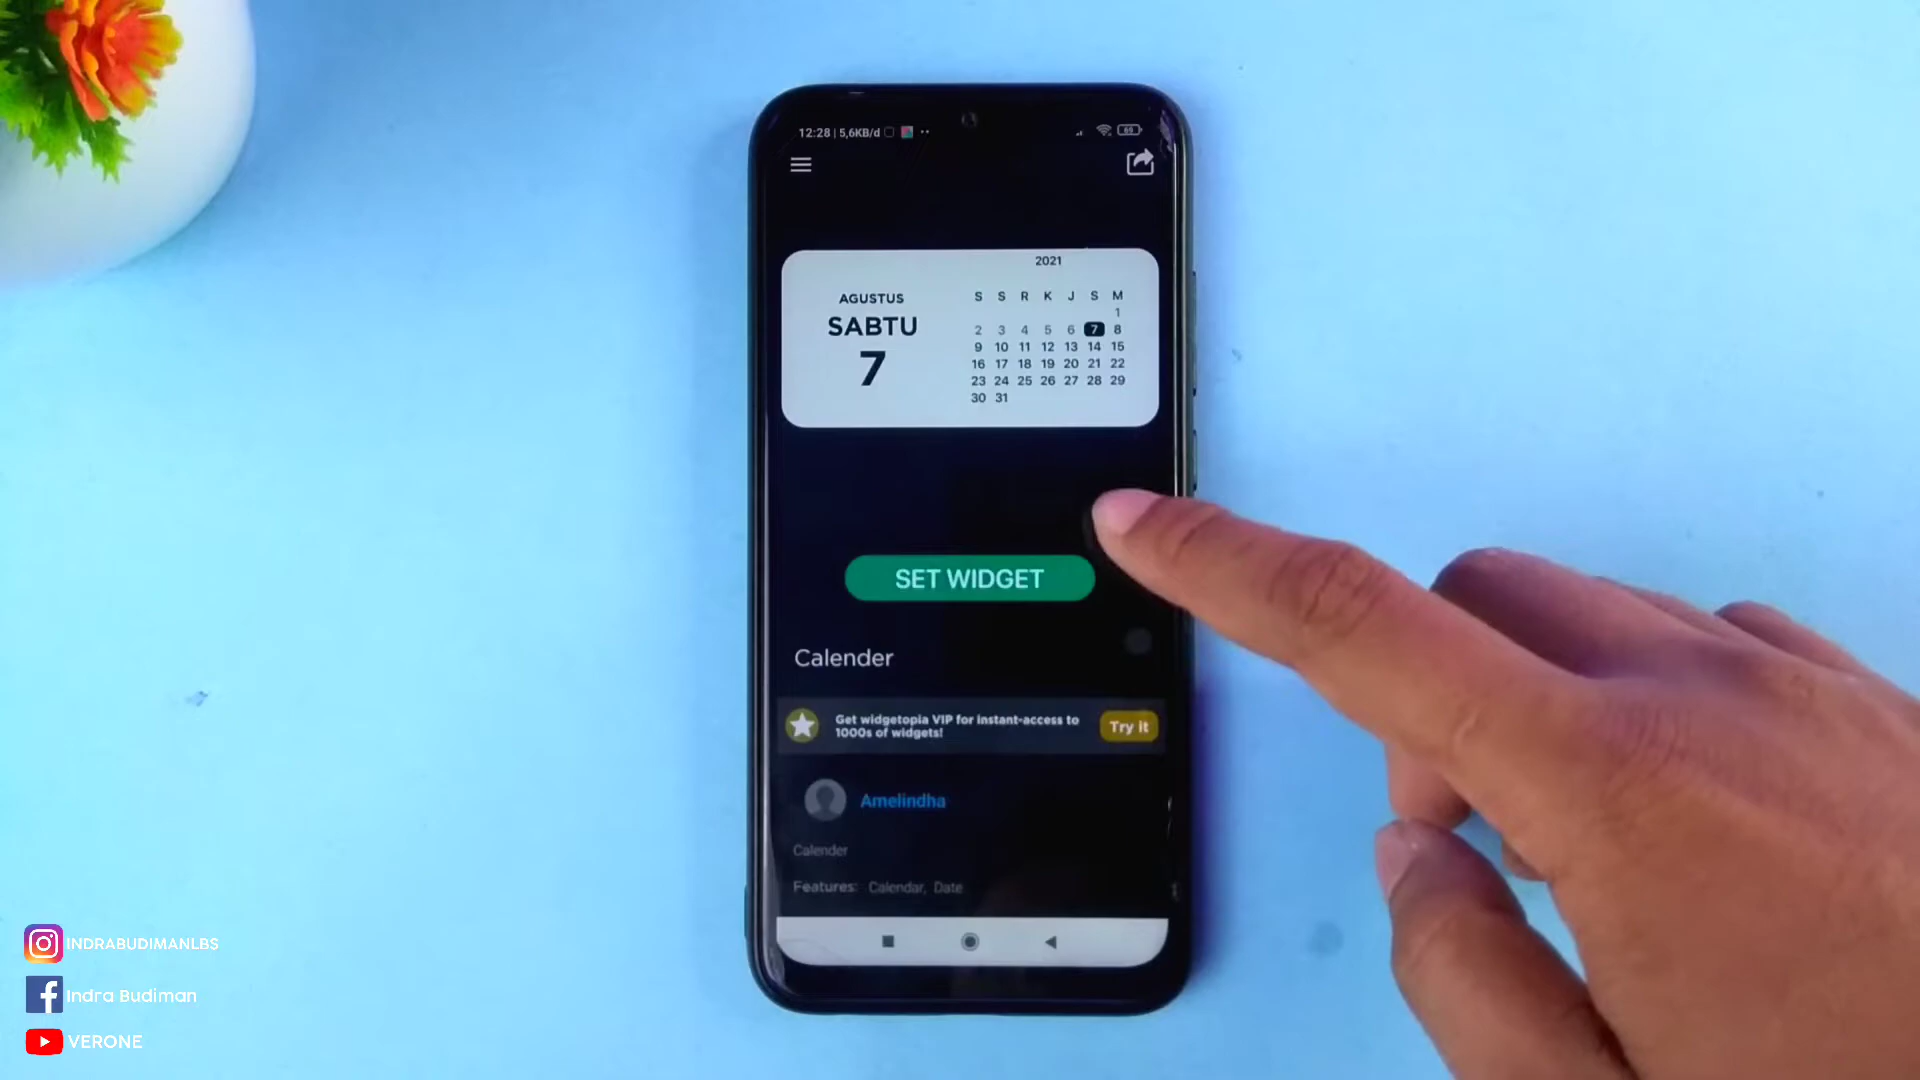 12:28 | 5,6KB/d
69
2021
AGUSTUS
SABTU
7
S S R K J S M
1
2 3 4 5 6 7 8
9 10 11 12 13 14 15
16 17 18 19 20 21 22
23 24 25 26 27 28 29
30 31
SET WIDGET
Calender
Get widgetopia VIP for instant-access to
1000s of widgets!
Try it
Amelindha
Calender
Features: Calendar, Date
INDRABUDIMANLBS
Indra Budiman
VERONE